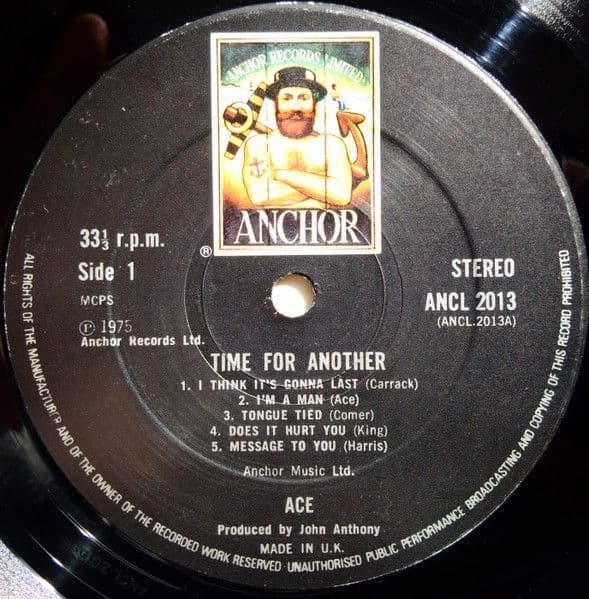 ANCHOR RECORDS LIMITED
ANCHOR
®
33⅓ r.p.m.
Side 1
MCPS
Ⓟ 1975
Anchor Records Ltd.
STEREO
ANCL 2013
(ANCL.2013A)
TIME FOR ANOTHER
1. I THINK IT'S GONNA LAST (Carrack)
2. I'M A MAN (Ace)
3. TONGUE TIED (Comer)
4. DOES IT HURT YOU (King)
5. MESSAGE TO YOU (Harris)
Anchor Music Ltd.
ACE
Produced by John Anthony
MADE IN U.K.
ALL RIGHTS OF THE MANUFACTURER AND OF THE OWNER OF THE RECORDED WORK RESERVED · UNAUTHORISED PUBLIC PERFORMANCE BROADCASTING AND COPYING OF THIS RECORD PROHIBITED